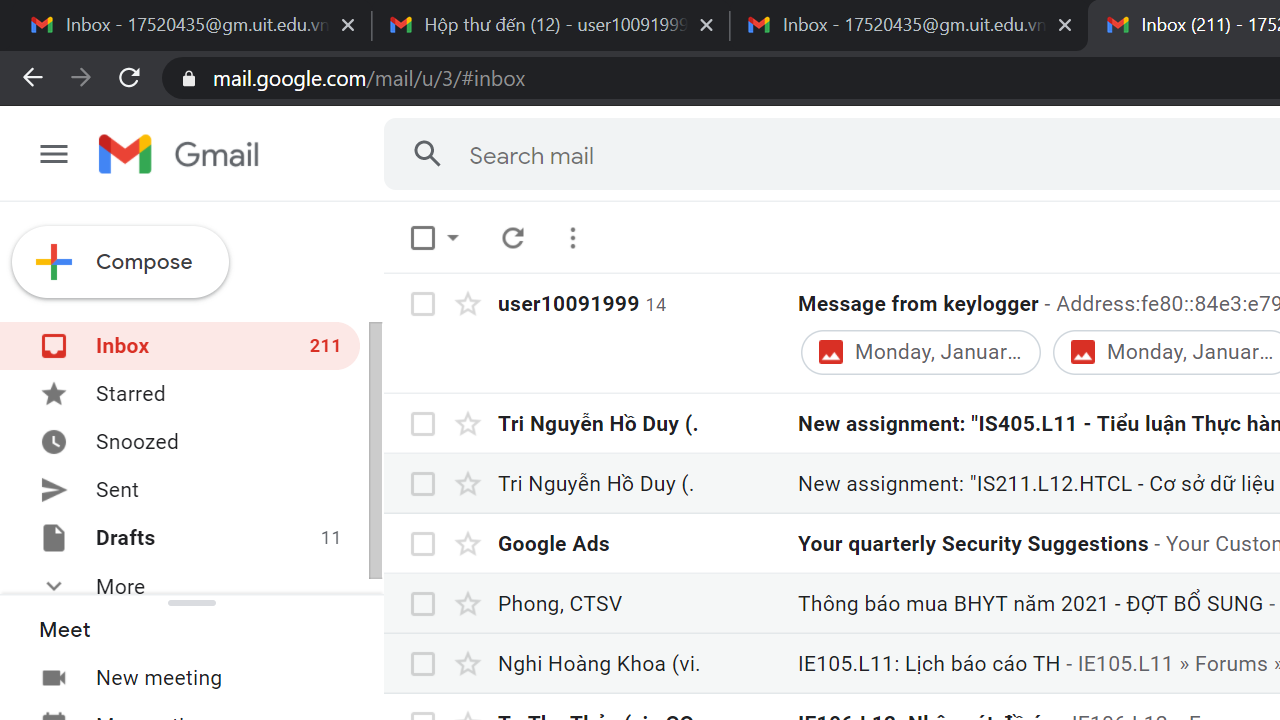 Inbox - 17520435@gm.uit.edu.vn
Hộp thư đến (12) - user10091999
Inbox - 17520435@gm.uit.edu.vn
Inbox (211) - 1752
mail.google.com/mail/u/3/#inbox
Gmail
Search mail
Compose
Inbox 211
Starred
Snoozed
Sent
Drafts 11
More
Meet
New meeting
user10091999 14 Message from keylogger - Address:fe80::84e3:e79
Monday, Januar... Monday, Januar...
Tri Nguyễn Hồ Duy (. New assignment: "IS405.L11 - Tiểu luận Thực hàn
Tri Nguyễn Hồ Duy (. New assignment: "IS211.L12.HTCL - Cơ sở dữ liệu
Google Ads Your quarterly Security Suggestions - Your Custon
Phong, CTSV Thông báo mua BHYT năm 2021 - ĐỢT BỔ SUNG -
Nghi Hoàng Khoa (vi. IE105.L11: Lịch báo cáo TH - IE105.L11 » Forums »